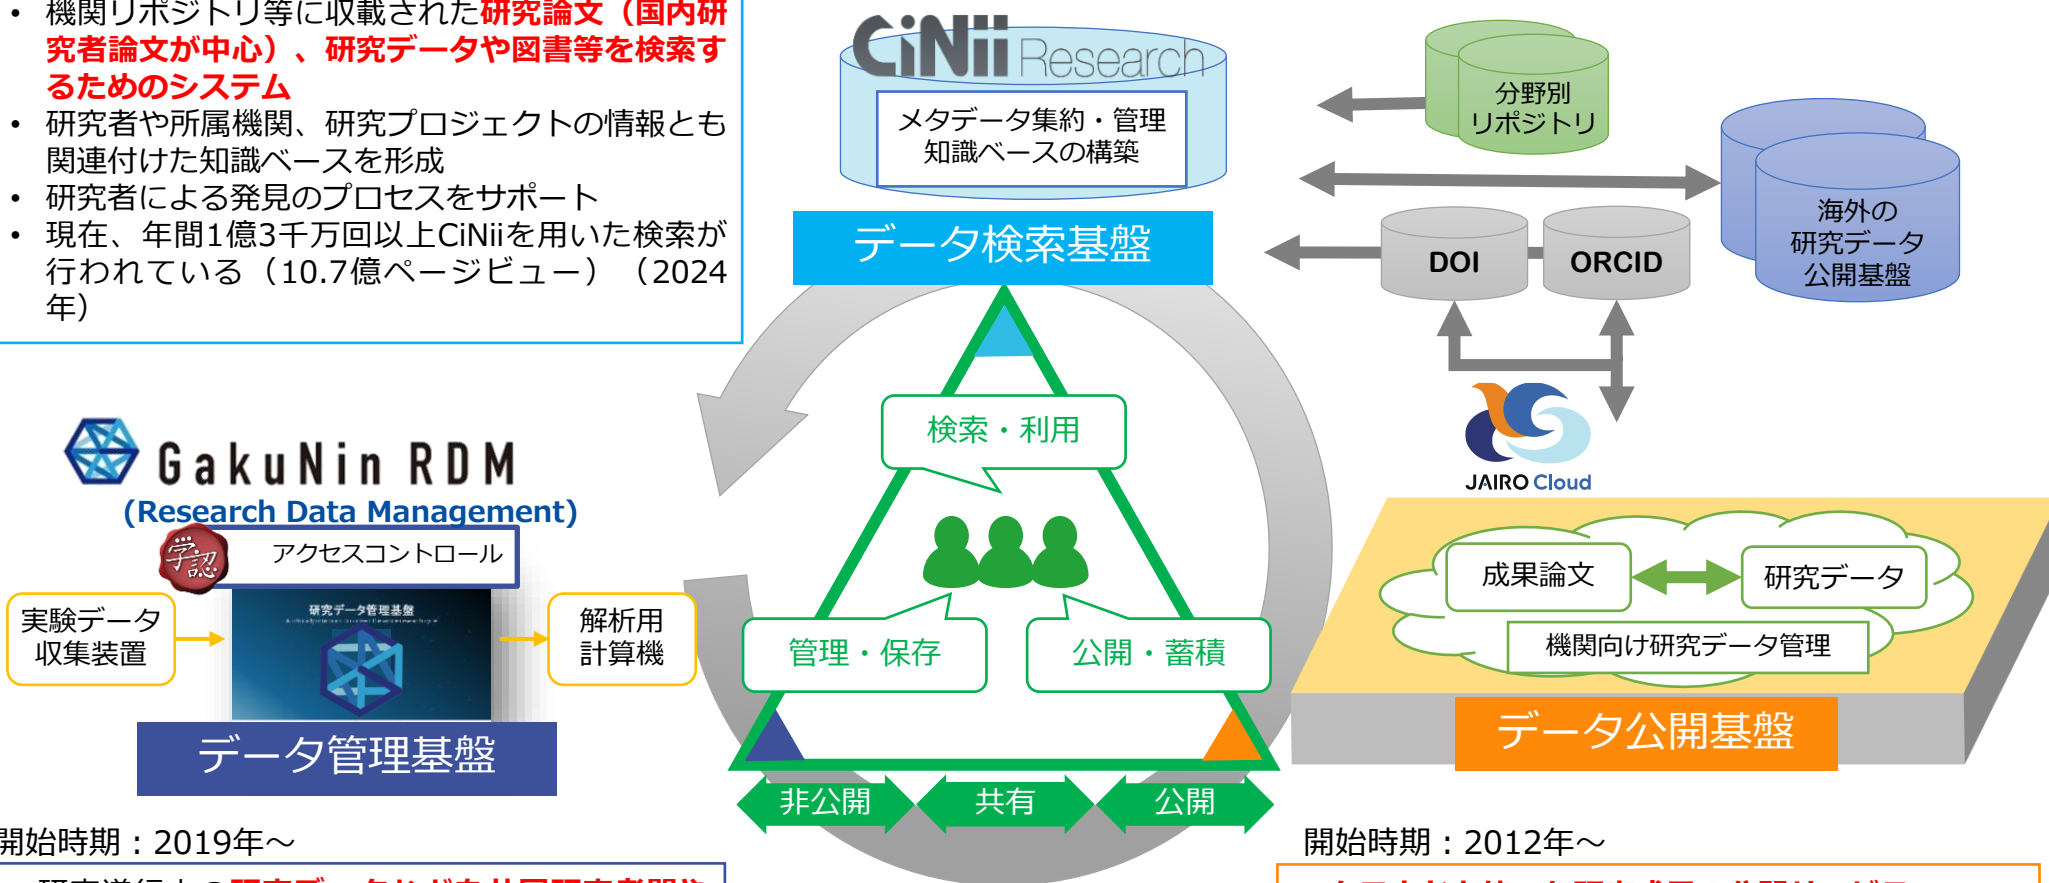 • 機関リポジトリ等に収載された研究論文（国内研
究者論文が中心）、研究データや図書等を検索す
るためのシステム
• 研究者や所属機関、研究プロジェクトの情報とも
関連付けた知識ベースを形成
• 研究者による発見のプロセスをサポート
• 現在、年間1億3千万回以上CiNiiを用いた検索が
行われている（10.7億ページビュー）（2024
年）
CiNii Research
メタデータ集約・管理
知識ベースの構築
データ検索基盤
分野別
リポジトリ
海外の
研究データ
公開基盤
DOI
ORCID
JAIRO Cloud
GakuNin RDM
(Research Data Management)
学認
アクセスコントロール
実験データ
収集装置
研究データ管理基盤
解析用
計算機
データ管理基盤
検索・利用
管理・保存
公開・蓄積
非公開
共有
公開
成果論文
研究データ
機関向け研究データ管理
データ公開基盤
開始時期：2019年～
開始時期：2012年～